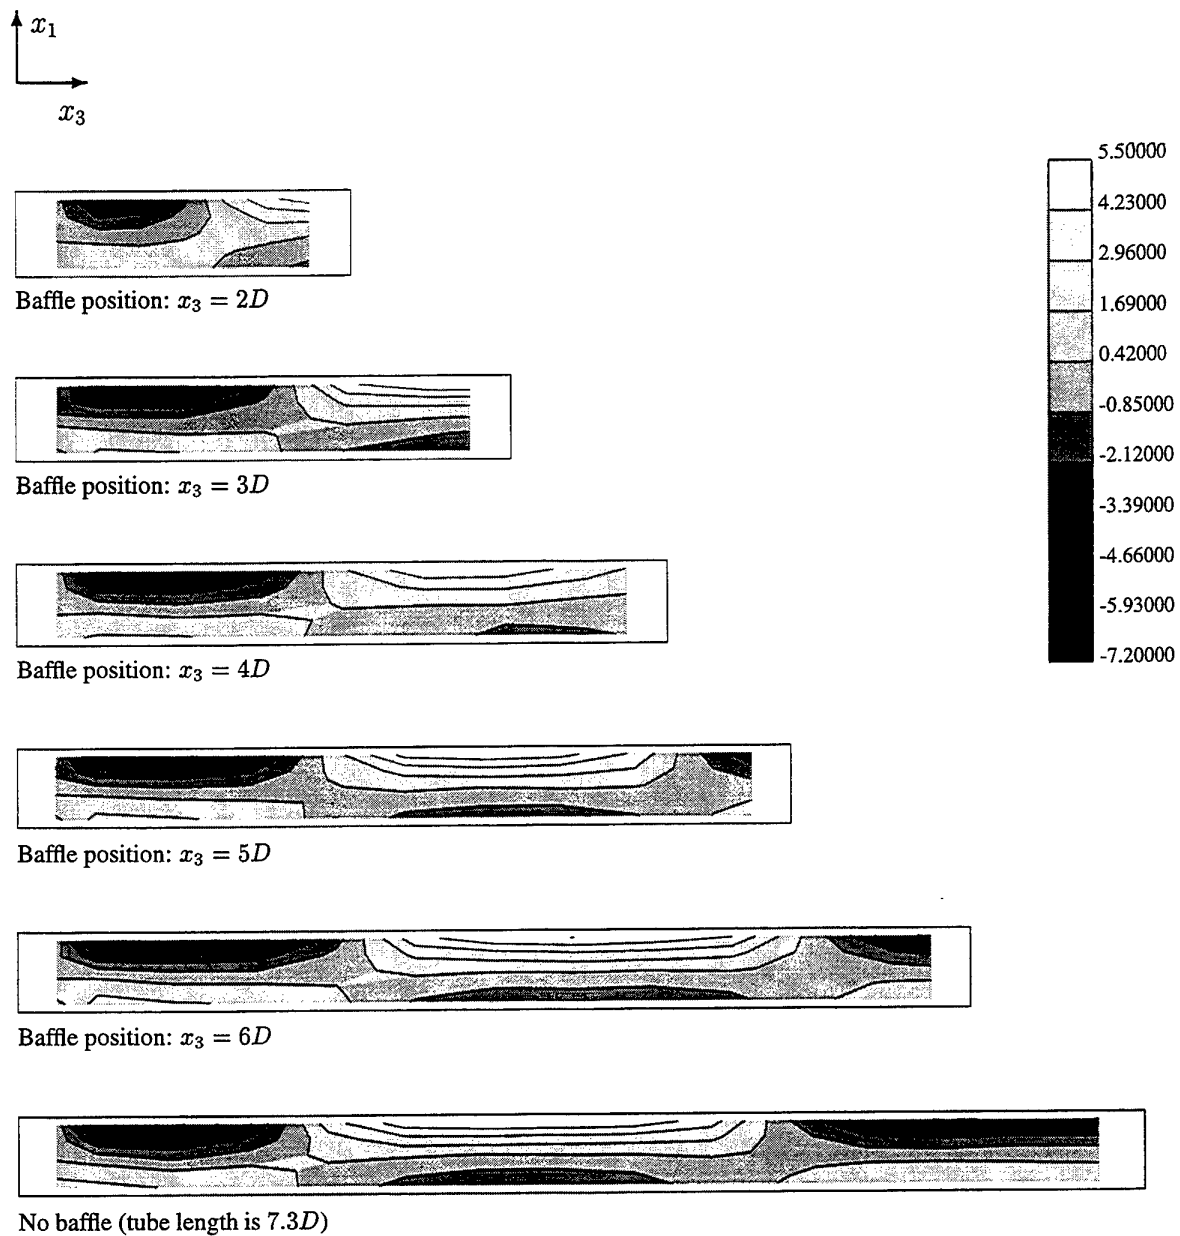 x₁
x₃
5.50000
4.23000
2.96000
1.69000
0.42000
-0.85000
-2.12000
-3.39000
-4.66000
-5.93000
-7.20000
Baffle position: x₃ = 2D
Baffle position: x₃ = 3D
Baffle position: x₃ = 4D
Baffle position: x₃ = 5D
Baffle position: x₃ = 6D
No baffle (tube length is 7.3D)